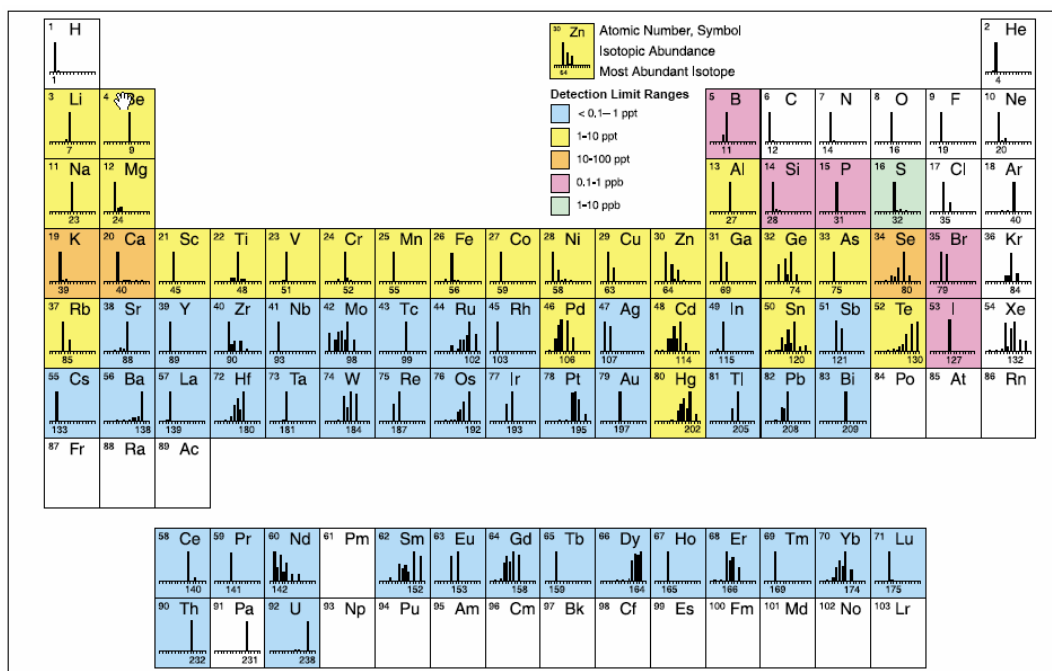 1 H
1
30 Zn
64
Atomic Number, Symbol
Isotopic Abundance
Most Abundant Isotope
2 He
4
Detection Limit Ranges
< 0.1– 1 ppt
1-10 ppt
10-100 ppt
0.1-1 ppb
1-10 ppb
3 Li 4 Be 5 B 6 C 7 N 8 O 9 F 10 Ne
7 9 11 12 14 16 19 20
11 Na 12 Mg 13 Al 14 Si 15 P 16 S 17 Cl 18 Ar
23 24 27 28 31 32 35 40
19 K 20 Ca 21 Sc 22 Ti 23 V 24 Cr 25 Mn 26 Fe 27 Co 28 Ni 29 Cu 30 Zn 31 Ga 32 Ge 33 As 34 Se 35 Br 36 Kr
39 40 45 48 51 52 55 56 59 58 63 64 69 74 75 80 79 84
37 Rb 38 Sr 39 Y 40 Zr 41 Nb 42 Mo 43 Tc 44 Ru 45 Rh 46 Pd 47 Ag 48 Cd 49 In 50 Sn 51 Sb 52 Te 53 I 54 Xe
85 88 89 90 93 98 99 102 103 106 107 114 115 120 121 130 127 132
55 Cs 56 Ba 57 La 72 Hf 73 Ta 74 W 75 Re 76 Os 77 Ir 78 Pt 79 Au 80 Hg 81 Tl 82 Pb 83 Bi 84 Po 85 At 86 Rn
133 138 139 180 181 184 187 192 193 195 197 202 205 208 209
87 Fr 88 Ra 89 Ac
58 Ce 59 Pr 60 Nd 61 Pm 62 Sm 63 Eu 64 Gd 65 Tb 66 Dy 67 Ho 68 Er 69 Tm 70 Yb 71 Lu
140 141 142 152 153 158 159 164 165 166 169 174 175
90 Th 91 Pa 92 U 93 Np 94 Pu 95 Am 96 Cm 97 Bk 98 Cf 99 Es 100 Fm 101 Md 102 No 103 Lr
232 231 238